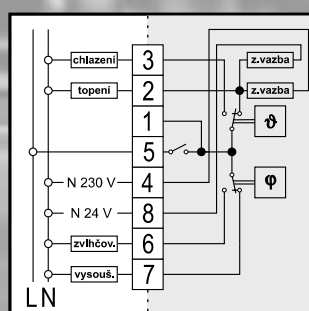 chlazení 3 z.vazba
topení 2 z.vazba
1 ϑ
5
N 230 V 4 φ
N 24 V 8
zvlhčov. 6
vysouš. 7
L N